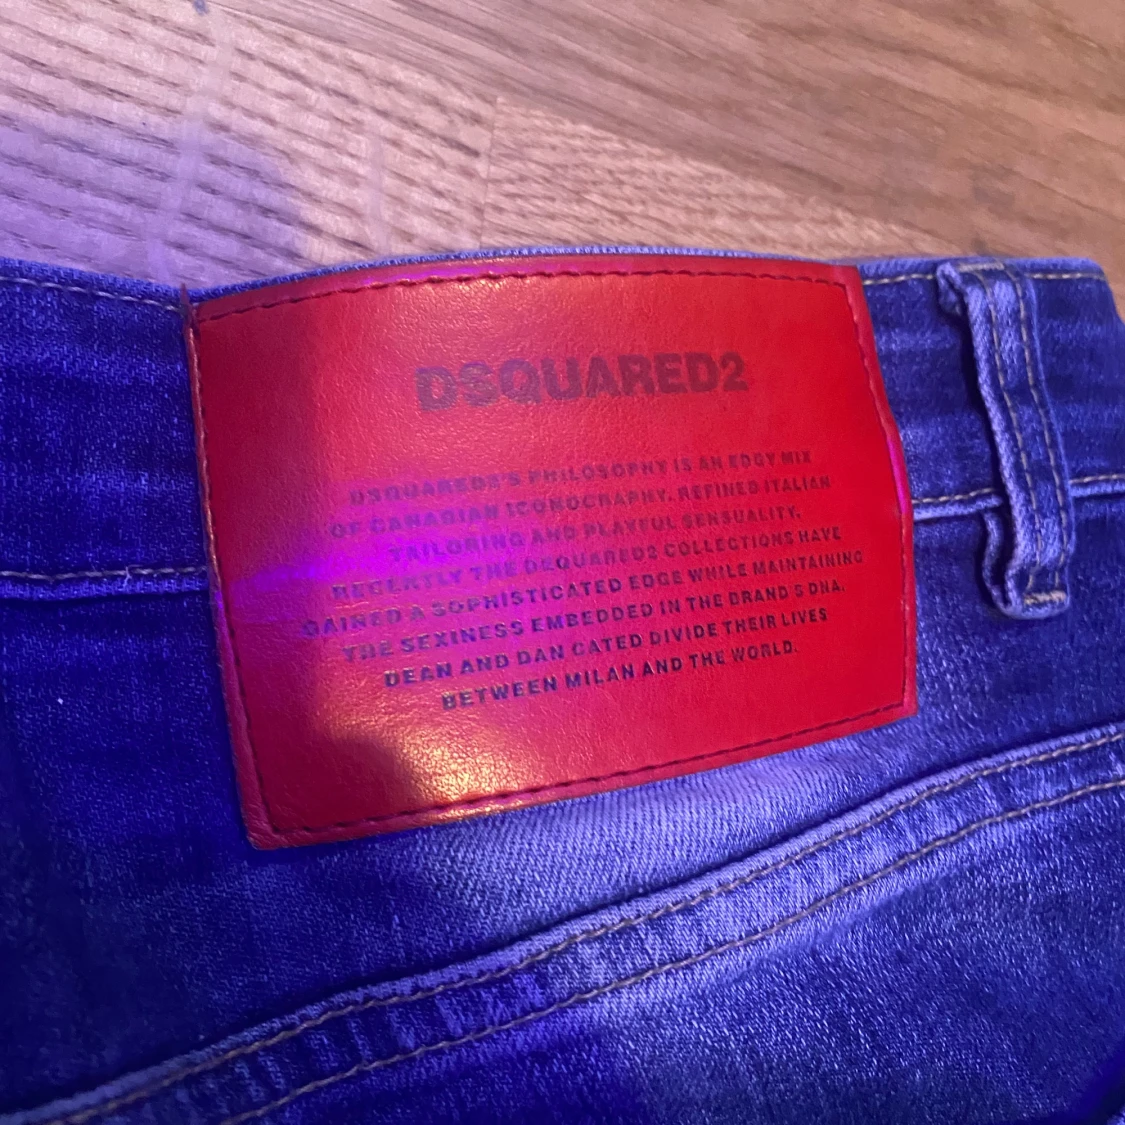 DSQUARED2
DSQUARED2'S PHILOSOPHY IS AN EDGY MIX
OF CANADIAN ICONOGRAPHY, REFINED ITALIAN
TAILORING AND PLAYFUL SENSUALITY.
RECENTLY THE DSQUARED2 COLLECTIONS HAVE
GAINED A SOPHISTICATED EDGE WHILE MAINTAINING
THE SEXINESS EMBEDDED IN THE BRAND'S DNA.
DEAN AND DAN CATED DIVIDE THEIR LIVES
BETWEEN MILAN AND THE WORLD.